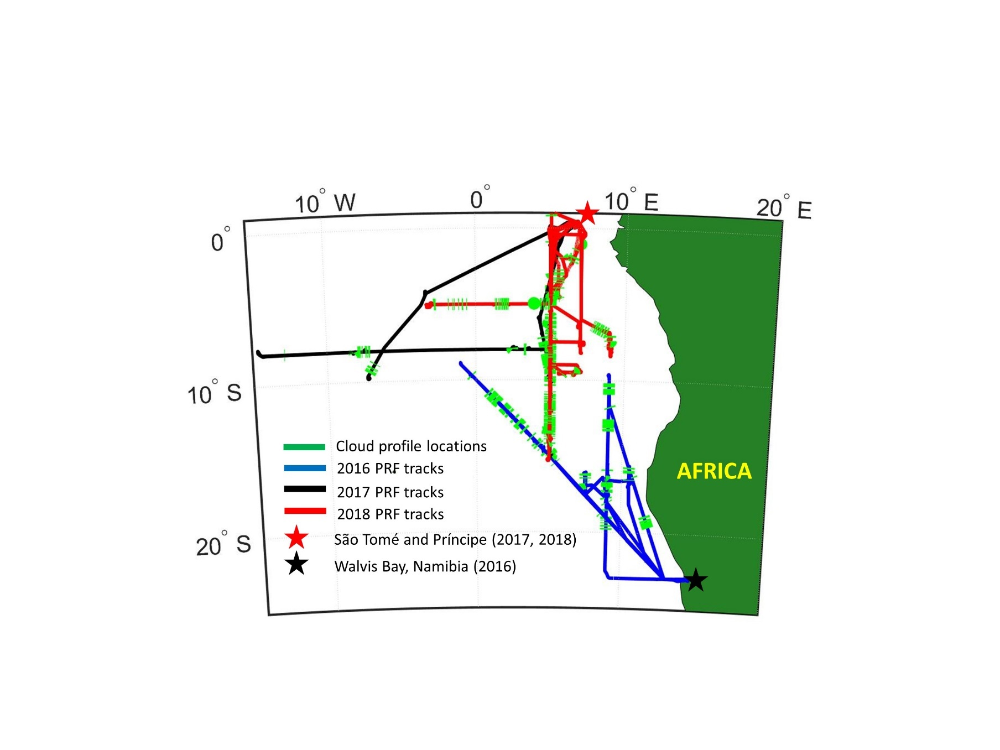 10° W
0°
10° E
20° E
0°
10° S
20° S
Cloud profile locations
2016 PRF tracks
2017 PRF tracks
2018 PRF tracks
São Tomé and Príncipe (2017, 2018)
Walvis Bay, Namibia (2016)
AFRICA